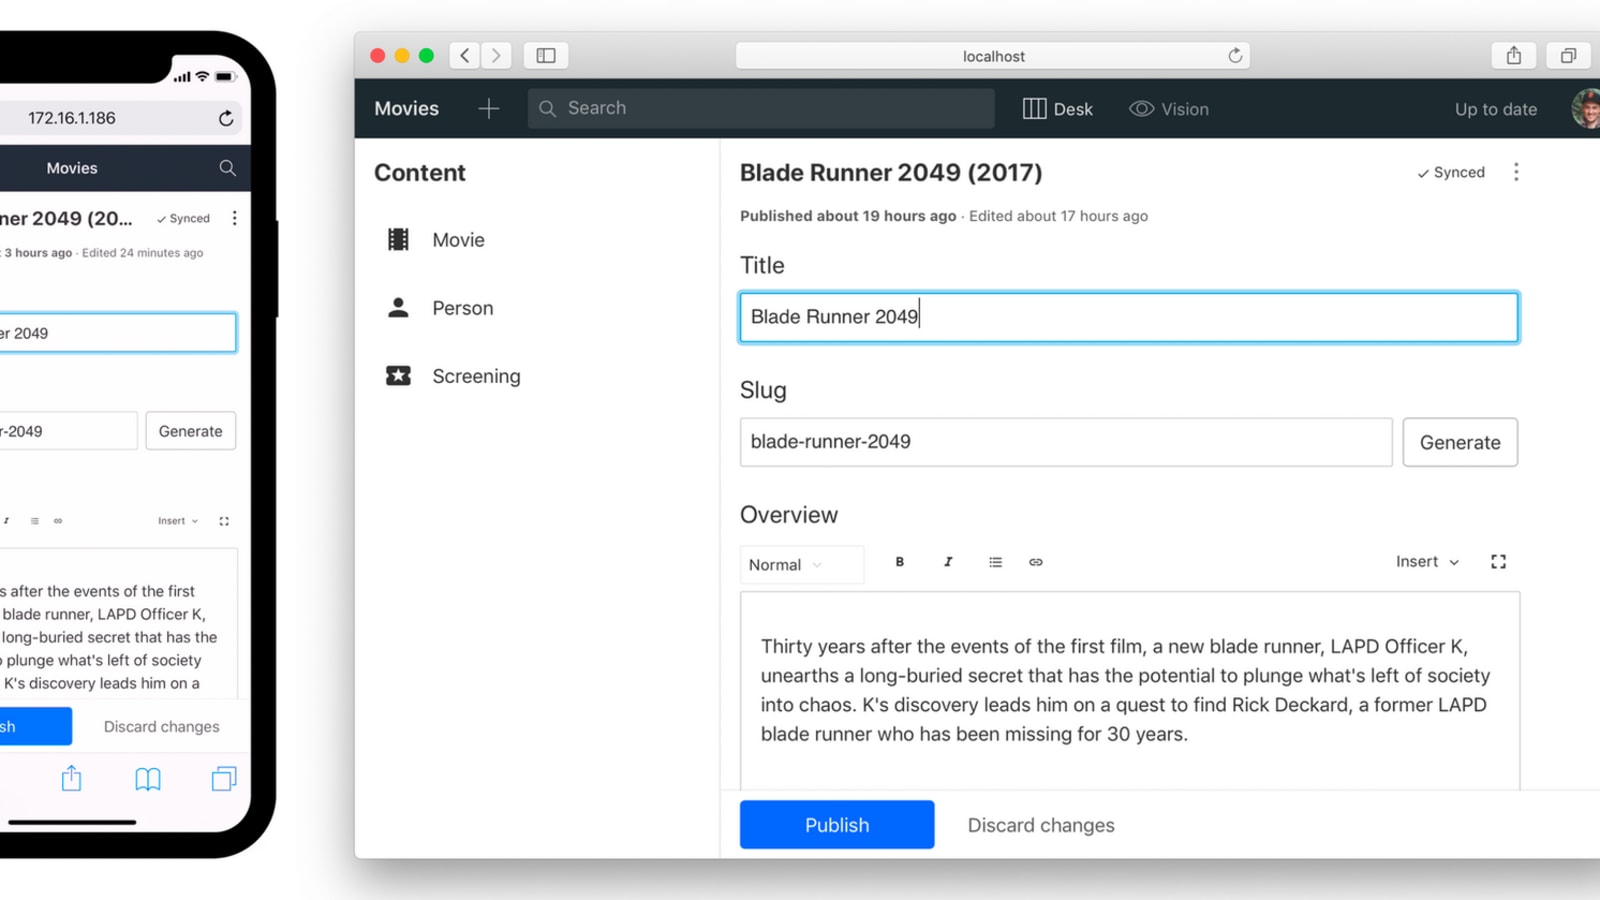 172.16.1.186
Movies
ner 2049 (20... Synced
3 hours ago · Edited 24 minutes ago
er 2049
r-2049 Generate
I Insert
s after the events of the first
blade runner, LAPD Officer K,
long-buried secret that has the
o plunge what's left of society
K's discovery leads him on a
sh Discard changes
localhost
Movies Search Desk Vision Up to date
Content
Movie
Person
Screening
Blade Runner 2049 (2017) Synced
Published about 19 hours ago · Edited about 17 hours ago
Title
Blade Runner 2049
Slug
blade-runner-2049 Generate
Overview
Normal B I Insert
Thirty years after the events of the first film, a new blade runner, LAPD Officer K,
unearths a long-buried secret that has the potential to plunge what's left of society
into chaos. K's discovery leads him on a quest to find Rick Deckard, a former LAPD
blade runner who has been missing for 30 years.
Publish Discard changes